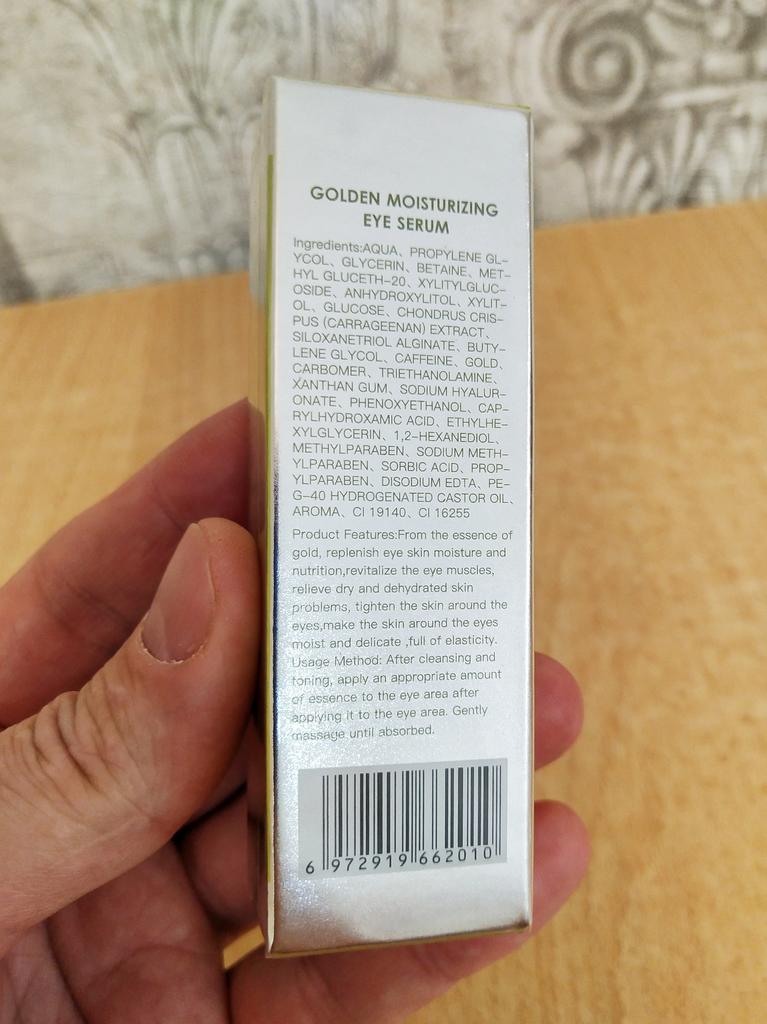 GOLDEN MOISTURIZING
EYE SERUM
Ingredients:AQUA、PROPYLENE GL-
YCOL、GLYCERIN、BETAINE、MET-
HYL GLUCETH-20、XYLITYLGLUC-
OSIDE、ANHYDROXYLITOL、XYLIT-
OL、GLUCOSE、CHONDRUS CRIS-
PUS (CARRAGEENAN) EXTRACT、
SILOXANETRIOL ALGINATE、BUTY-
LENE GLYCOL、CAFFEINE、GOLD、
CARBOMER、TRIETHANOLAMINE、
XANTHAN GUM、SODIUM HYALUR-
ONATE、PHENOXYETHANOL、CAP-
RYLHYDROXAMIC ACID、ETHYLHE-
XYLGLYCERIN、1,2-HEXANEDIOL、
METHYLPARABEN、SODIUM METH-
YLPARABEN、SORBIC ACID、PROP-
YLPARABEN、DISODIUM EDTA、PE-
G-40 HYDROGENATED CASTOR OIL、
AROMA、CI 19140、CI 16255
Product Features:From the essence of
gold, replenish eye skin moisture and
nutrition,revitalize the eye muscles,
relieve dry and dehydrated skin
problems, tighten the skin around the
eyes,make the skin around the eyes
moist and delicate ,full of elasticity.
Usage Method: After cleansing and
toning, apply an appropriate amount
of essence to the eye area after
applying it to the eye area. Gently
massage until absorbed.
6 972919 662010